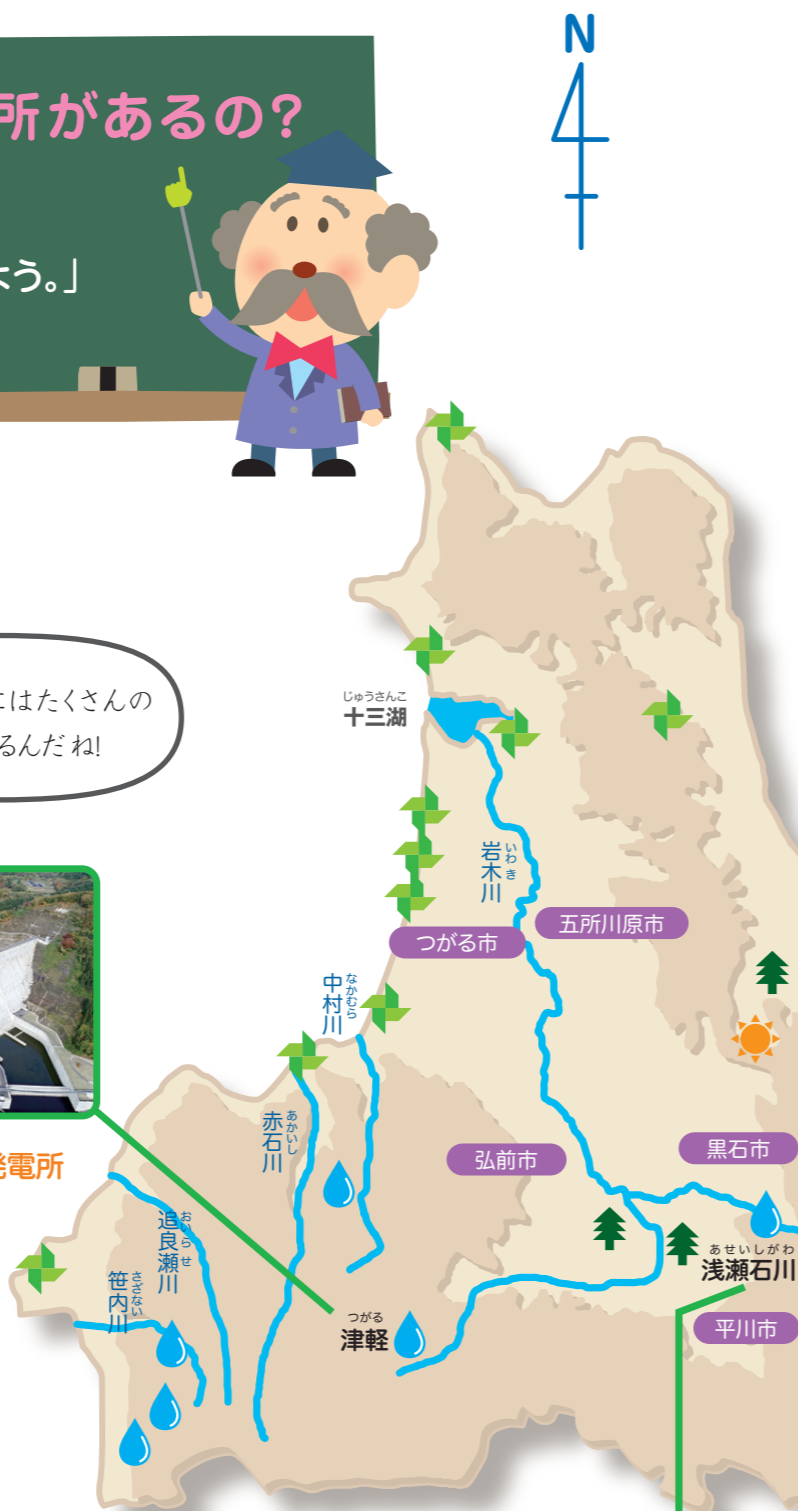 N
所があるの?
よう。」
にはたくさんの
るんだね!
じゅうさんこ
十三湖
いわき
岩木川
五所川原市
つがる市
なかむら
中村川
あかいし
赤石川
発電所
弘前市
黒石市
おいらせ
追良瀬川
あせいしがわ
浅瀬石川
ささない
笹内川
つがる
津軽
平川市